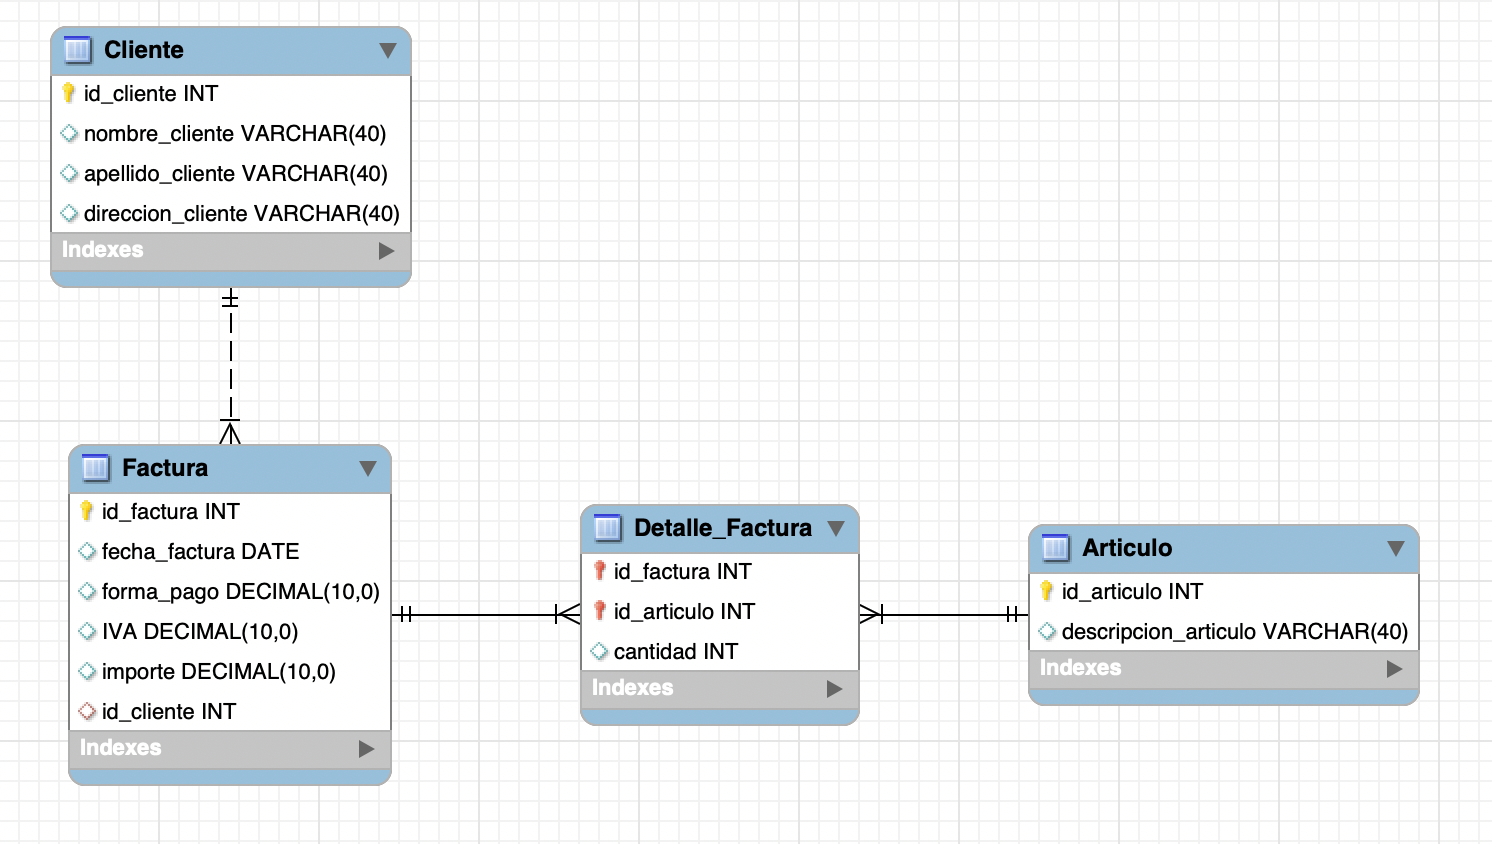 Cliente
id_cliente INT
nombre_cliente VARCHAR(40)
apellido_cliente VARCHAR(40)
direccion_cliente VARCHAR(40)
Indexes
Factura
id_factura INT
fecha_factura DATE
forma_pago DECIMAL(10,0)
IVA DECIMAL(10,0)
importe DECIMAL(10,0)
id_cliente INT
Indexes
Detalle_Factura
id_factura INT
id_articulo INT
cantidad INT
Indexes
Articulo
id_articulo INT
descripcion_articulo VARCHAR(40)
Indexes